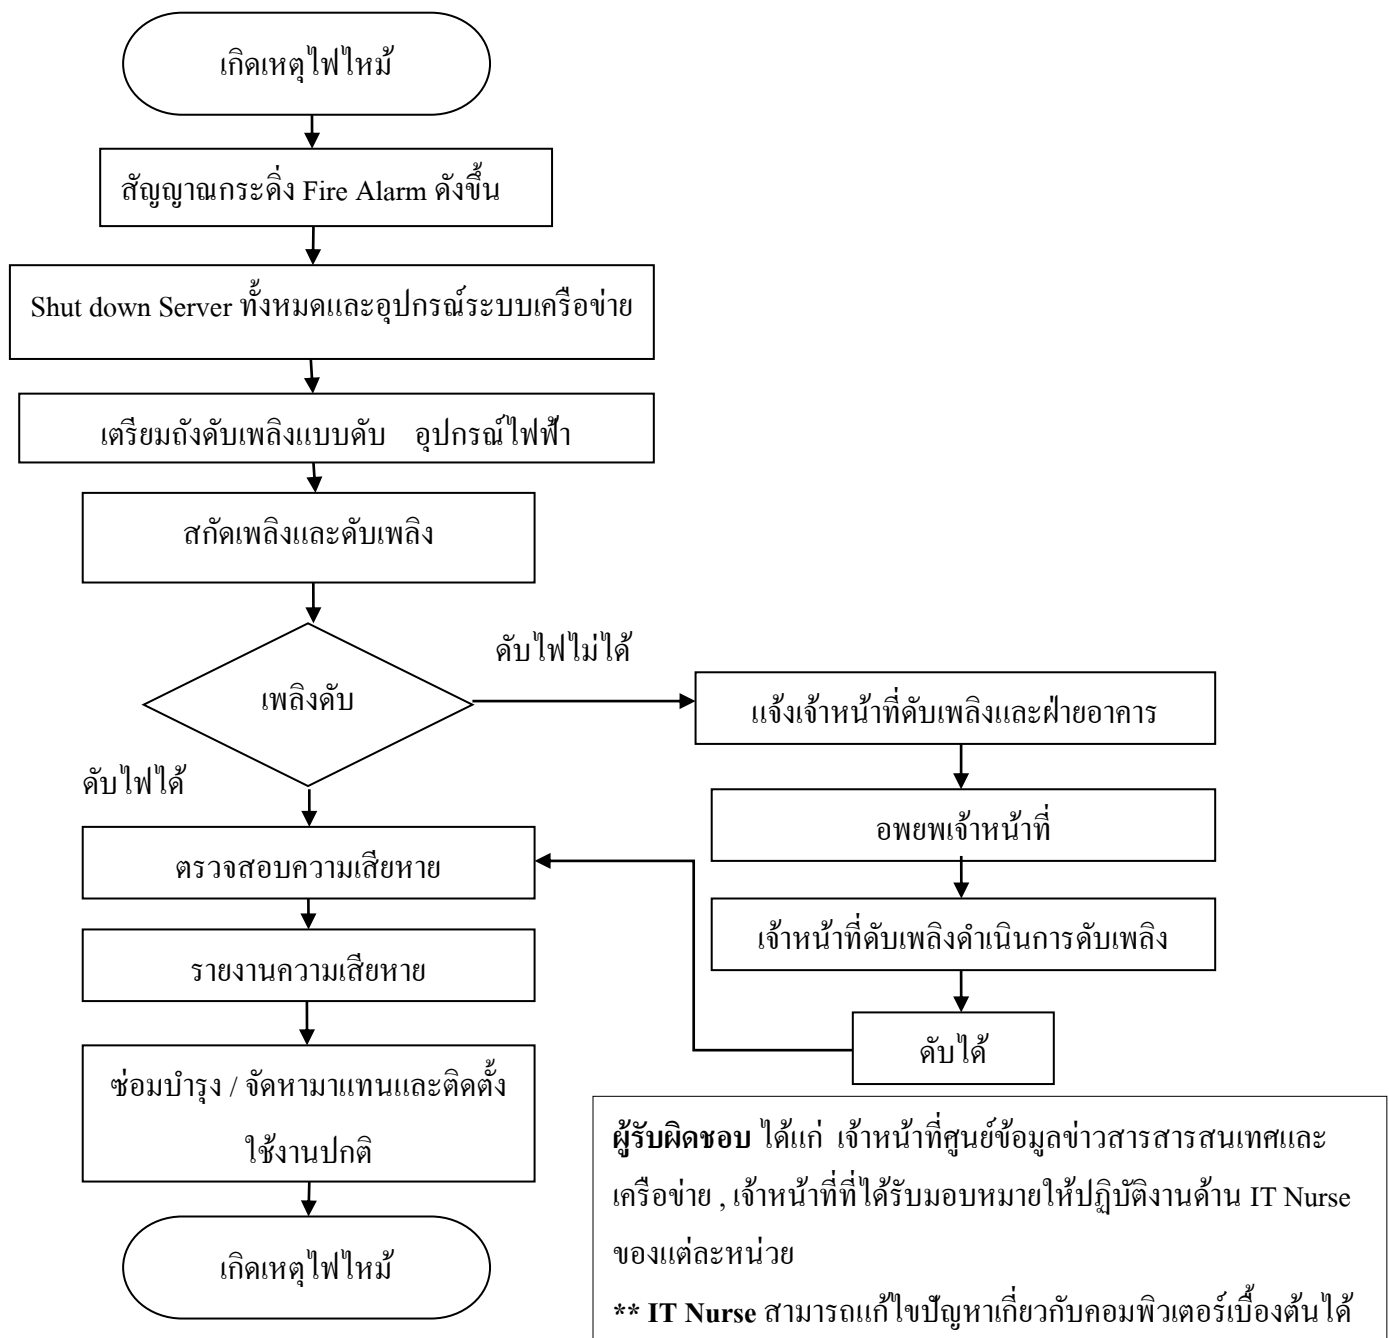 เกิดเหตุไฟไหม้
สัญญาณกระดิ่ง Fire Alarm ดังขึ้น
Shut down Server ทั้งหมดและอุปกรณ์ระบบเครือข่าย
เตรียมถังดับเพลิงแบบดับ อุปกรณ์ไฟฟ้า
สกัดเพลิงและดับเพลิง
เพลิงดับ
ดับไฟไม่ได้
แจ้งเจ้าหน้าที่ดับเพลิงและฝ่ายอาคาร
อพยพเจ้าหน้าที่
เจ้าหน้าที่ดับเพลิงดำเนินการดับเพลิง
ดับได้
ดับไฟได้
ตรวจสอบความเสียหาย
รายงานความเสียหาย
ซ่อมบำรุง / จัดหามาแทนและติดตั้ง
ใช้งานปกติ
เกิดเหตุไฟไหม้
ผู้รับผิดชอบ ได้แก่ เจ้าหน้าที่ศูนย์ข้อมูลข่าวสารสารสนเทศและ
เครือข่าย , เจ้าหน้าที่ที่ได้รับมอบหมายให้ปฏิบัติงานด้าน IT Nurse
ของแต่ละหน่วย
** IT Nurse สามารถแก้ไขปัญหาเกี่ยวกับคอมพิวเตอร์เบื้องต้นได้